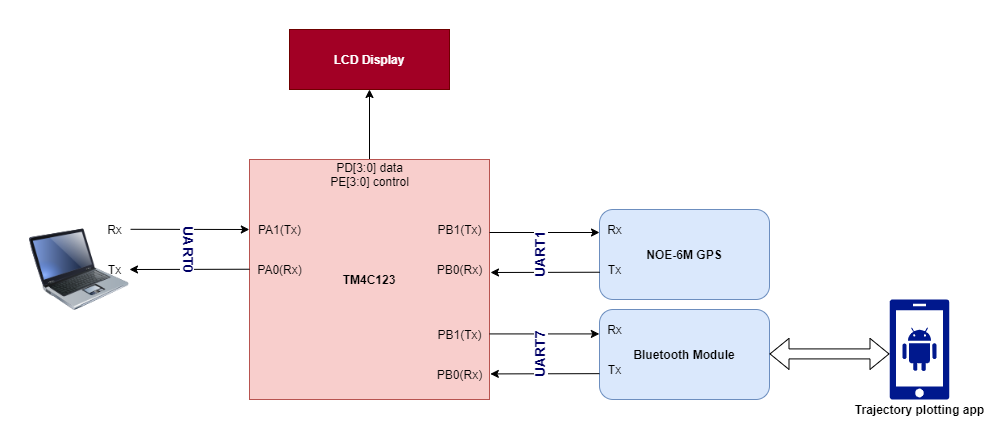 LCD Display
PD[3:0] data
PE[3:0] control
Rx
UART0
PA1(Tx)
Tx
PA0(Rx)
TM4C123
PB1(Tx)
UART1
Rx
NOE-6M GPS
PB0(Rx)
Tx
PB1(Tx)
UART7
Rx
Bluetooth Module
PB0(Rx)
Tx
Trajectory plotting app